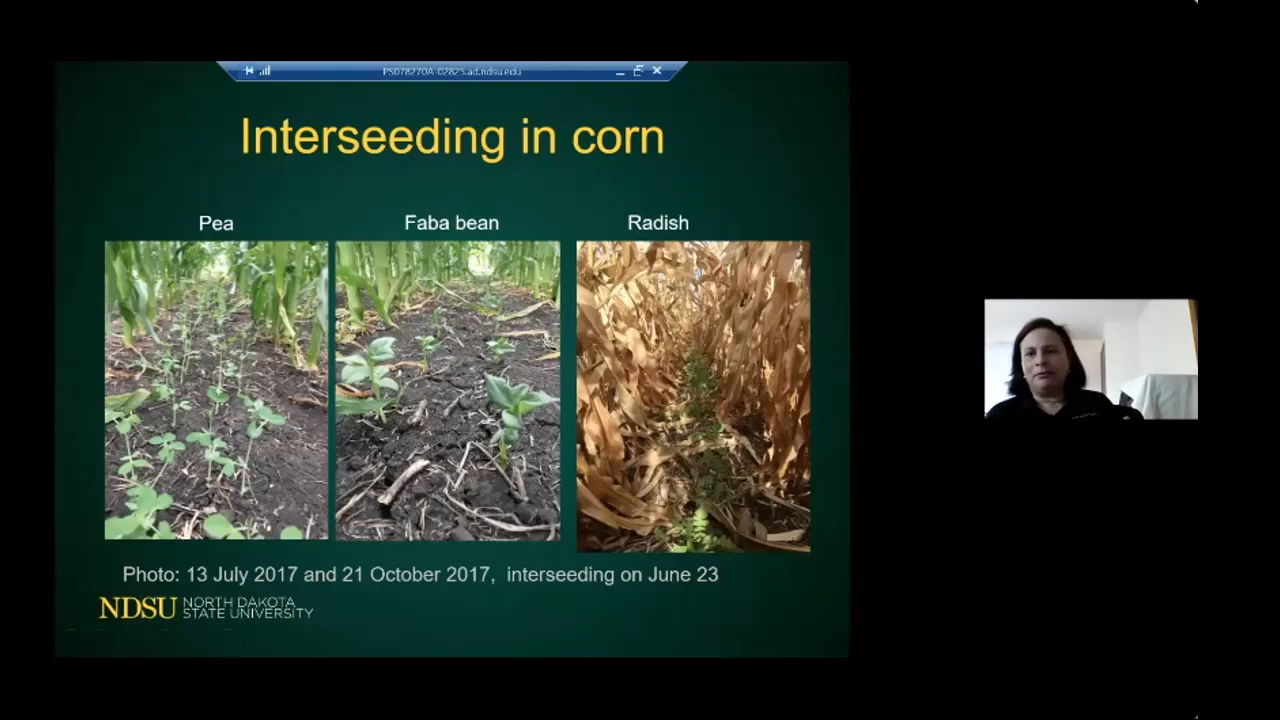 PS078270A-02825.ad.ndsu.edu
Interseeding in corn
Pea
Faba bean
Radish
Photo: 13 July 2017 and 21 October 2017, interseeding on June 23
NDSU NORTH DAKOTA
STATE UNIVERSITY